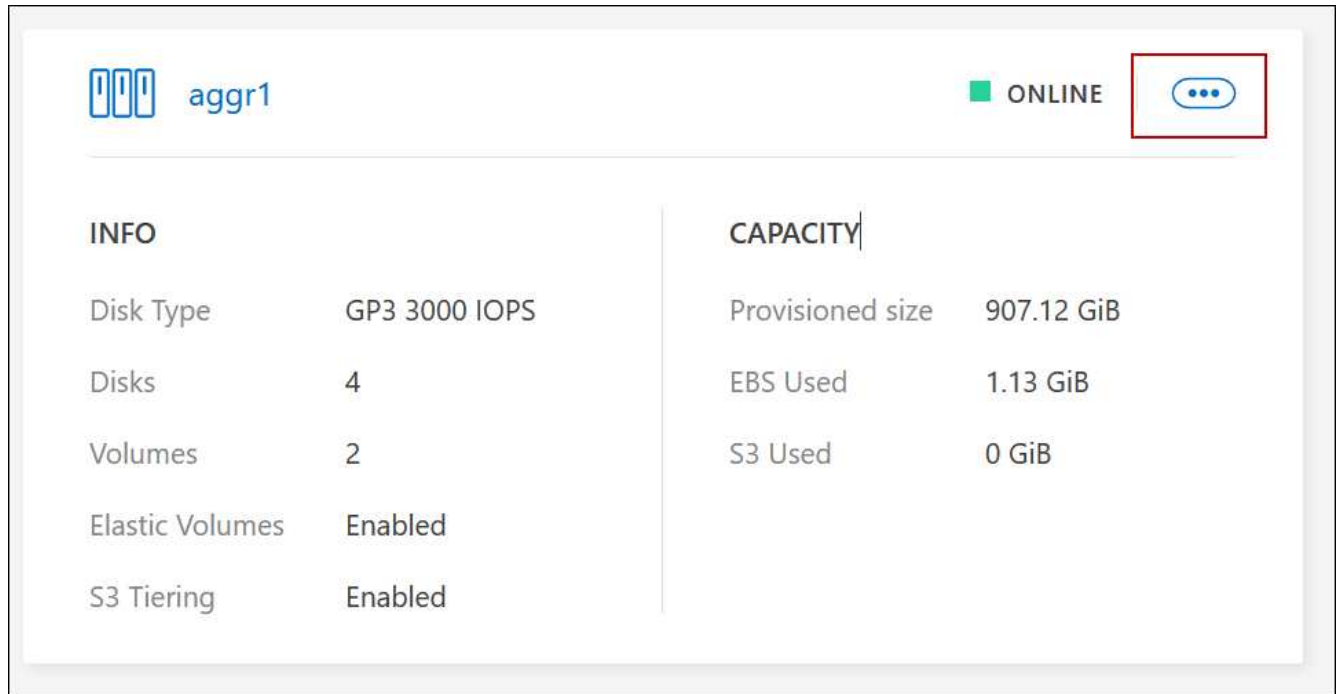 aggr1
ONLINE
INFO
Disk Type GP3 3000 IOPS
Disks 4
Volumes 2
Elastic Volumes Enabled
S3 Tiering Enabled
CAPACITY
Provisioned size 907.12 GiB
EBS Used 1.13 GiB
S3 Used 0 GiB